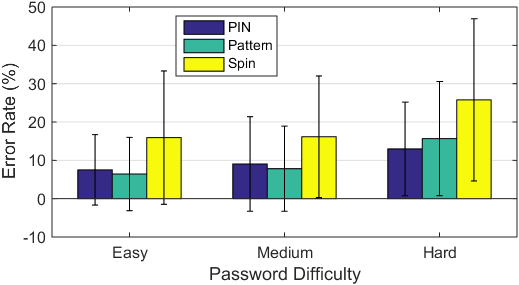 50
40
30
20
10
0
-10
Error Rate (%)
PIN
Pattern
Spin
Easy Medium Hard
Password Difficulty